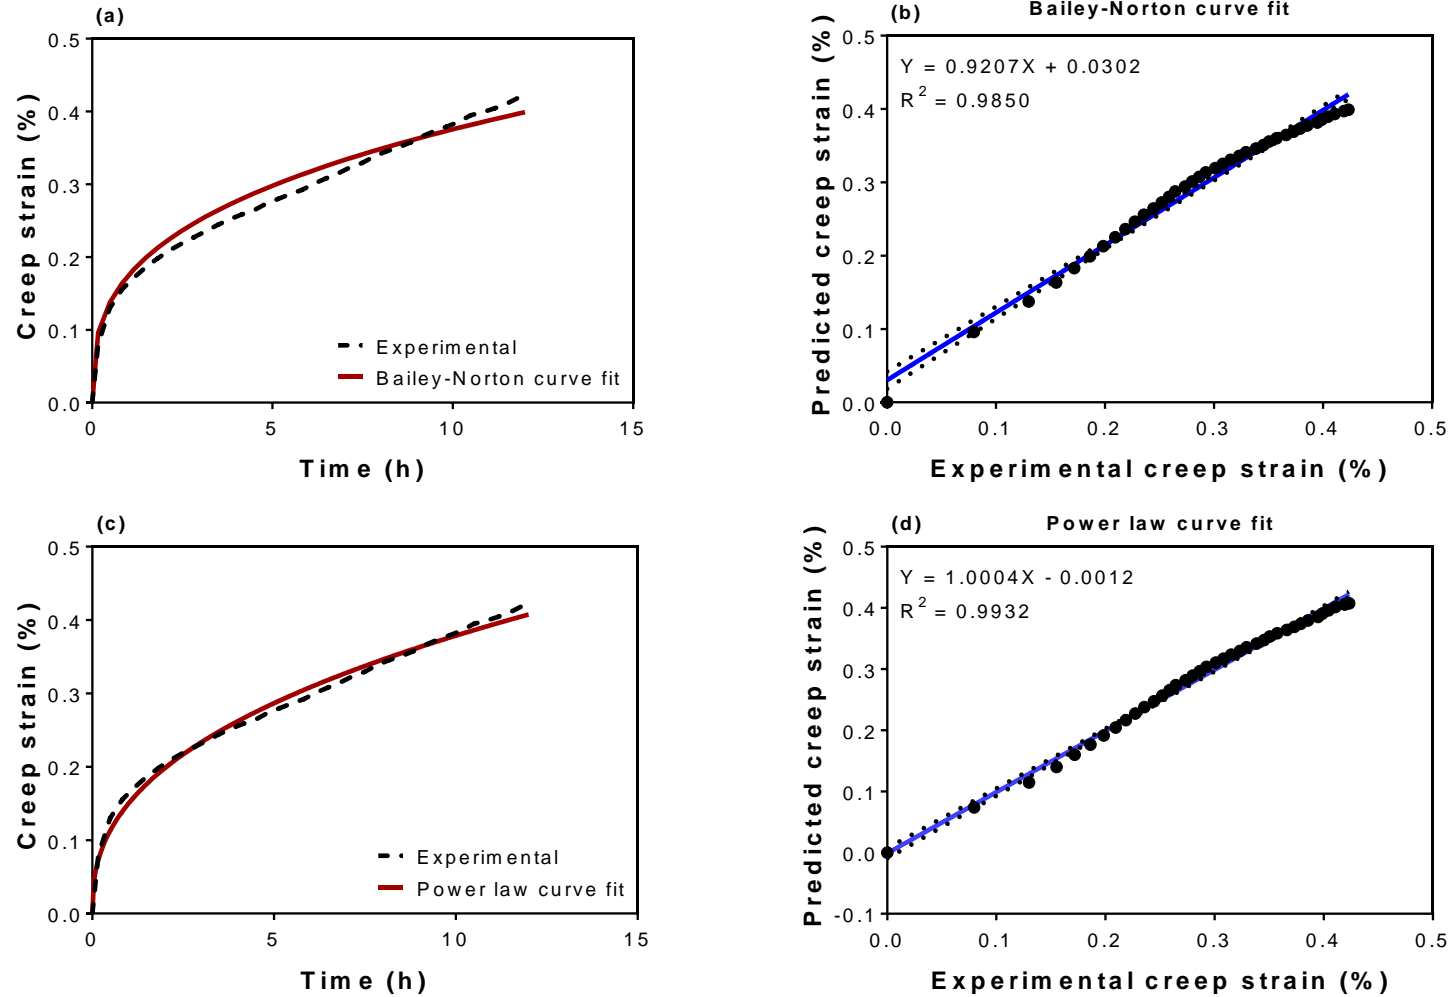 (a)
Creep strain (%)
0.5
0.4
0.3
0.2
0.1
0.0
Experimental
Bailey-Norton curve fit
0 5 10 15
Time (h)
(b) Bailey-Norton curve fit
Predicted creep strain (%)
0.5
0.4
0.3
0.2
0.1
0.0
Y = 0.9207X + 0.0302
R² = 0.9850
0.0 0.1 0.2 0.3 0.4 0.5
Experimental creep strain (%)
(c)
Creep strain (%)
0.5
0.4
0.3
0.2
0.1
0.0
Experimental
Power law curve fit
0 5 10 15
Time (h)
(d) Power law curve fit
Predicted creep strain (%)
0.5
0.4
0.3
0.2
0.1
0.0
-0.1
Y = 1.0004X - 0.0012
R² = 0.9932
0.0 0.1 0.2 0.3 0.4 0.5
Experimental creep strain (%)